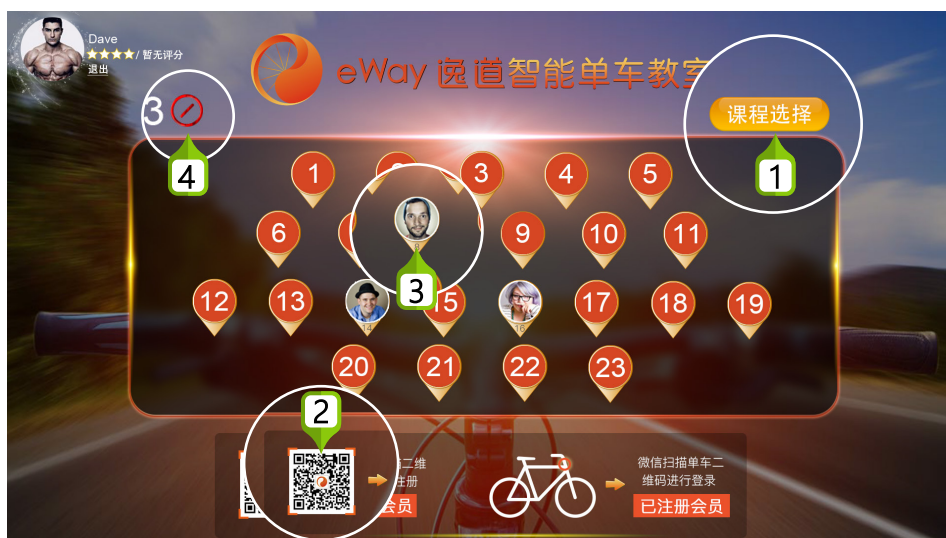 Dave
/ 暂无评分
退出
eWay 逸道智能单车教室
3
课程选择
4
1
1
3
4
5
6
9
10
11
3
12
13
14
15
16
17
18
19
20
21
22
23
2
二维
注册
会员
微信扫描单车二
维码进行登录
已注册会员